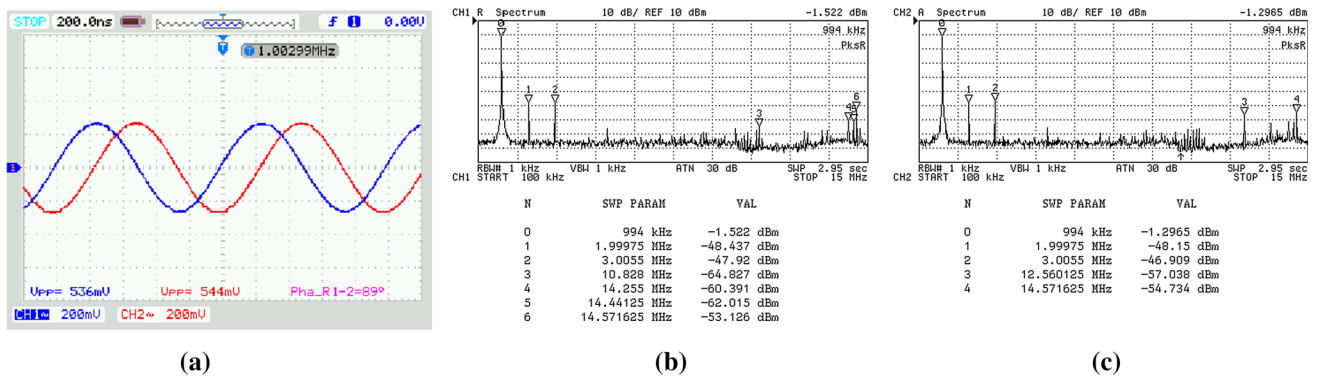 STOP 200.0ns T f 1 0.00V
T
T 1.00299MHz
1
Vpp= 536mV Vpp= 544mV Pha_R1-2=89°
CH1~ 200mV CH2~ 200mV
(a)
CH1 R Spectrum 10 dB/ REF 10 dBm -1.522 dBm
994 kHz
PksR
0
1 2 3 4 6
RBW# 1 kHz VBW 1 kHz ATN 30 dB SWP 2.95 sec
CH1 START 100 kHz STOP 15 MHz
N SWP PARAM VAL
0 994 kHz -1.522 dBm
1 1.99975 MHz -48.437 dBm
2 3.0055 MHz -47.92 dBm
3 10.828 MHz -64.827 dBm
4 14.255 MHz -60.391 dBm
5 14.44125 MHz -62.015 dBm
6 14.571625 MHz -53.126 dBm
(b)
CH2 A Spectrum 10 dB/ REF 10 dBm -1.2965 dBm
994 kHz
PksR
0
1 2 3 4
RBW# 1 kHz VBW 1 kHz ATN 30 dB SWP 2.95 sec
CH2 START 100 kHz STOP 15 MHz
N SWP PARAM VAL
0 994 kHz -1.2965 dBm
1 1.99975 MHz -48.15 dBm
2 3.0055 MHz -46.909 dBm
3 12.560125 MHz -57.038 dBm
4 14.571625 MHz -54.734 dBm
(c)